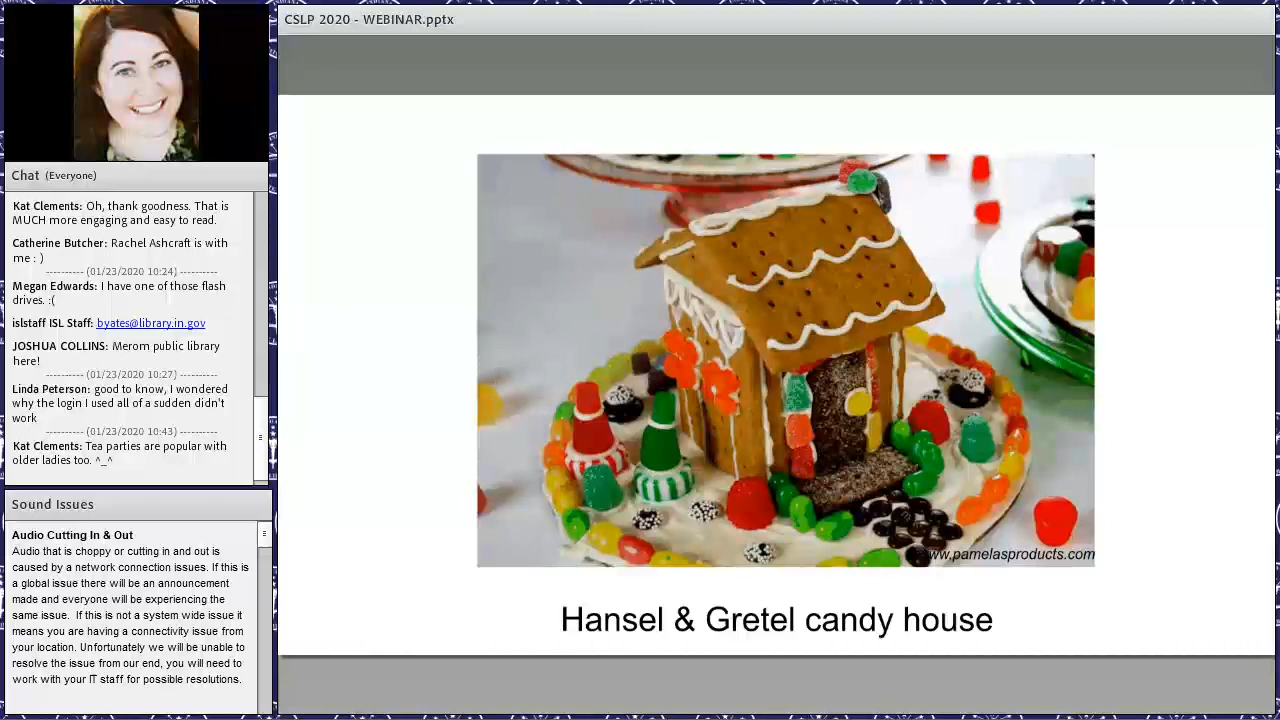 CSLP 2020 - WEBINAR.pptx
Chat (Everyone)
Kat Clements: Oh, thank goodness. That is
MUCH more engaging and easy to read.
Catherine Butcher: Rachel Ashcraft is with
me : )
---------- (01/23/2020 10:24) ----------
Megan Edwards: I have one of those flash
drives. :(
islstaff ISL Staff: byates@library.in.gov
JOSHUA COLLINS: Merom public library
here!
---------- (01/23/2020 10:27) ----------
Linda Peterson: good to know, I wondered
why the login I used all of a sudden didn't
work
---------- (01/23/2020 10:43) ----------
Kat Clements: Tea parties are popular with
older ladies too. ^_^
Sound Issues
Audio Cutting In & Out
Audio that is choppy or cutting in and out is
caused by a network connection issues. If this is
a global issue there will be an announcement
made and everyone will be experiencing the
same issue.  If this is not a system wide issue it
means you are having a connectivity issue from
your location. Unfortunately we will be unable to
resolve the issue from our end, you will need to
work with your IT staff for possible resolutions.
www.pamelasproducts.com
Hansel & Gretel candy house